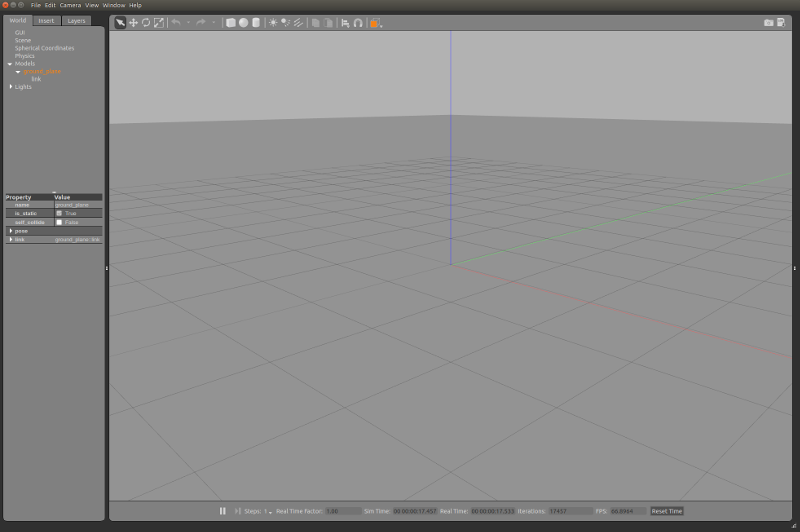 File Edit Camera View Window Help
World Insert Layers
GUI
Scene
Spherical Coordinates
Physics
Models
ground_plane
link
Lights
Property Value
name ground_plane
is_static True
self_collide False
pose
link ground_plane link
Steps: 1 Real Time Factor: 1.00 Sim Time: 00 00:00:17.457 Real Time: 00 00:00:17.533 Iterations: 17457 FPS:
Reset Time